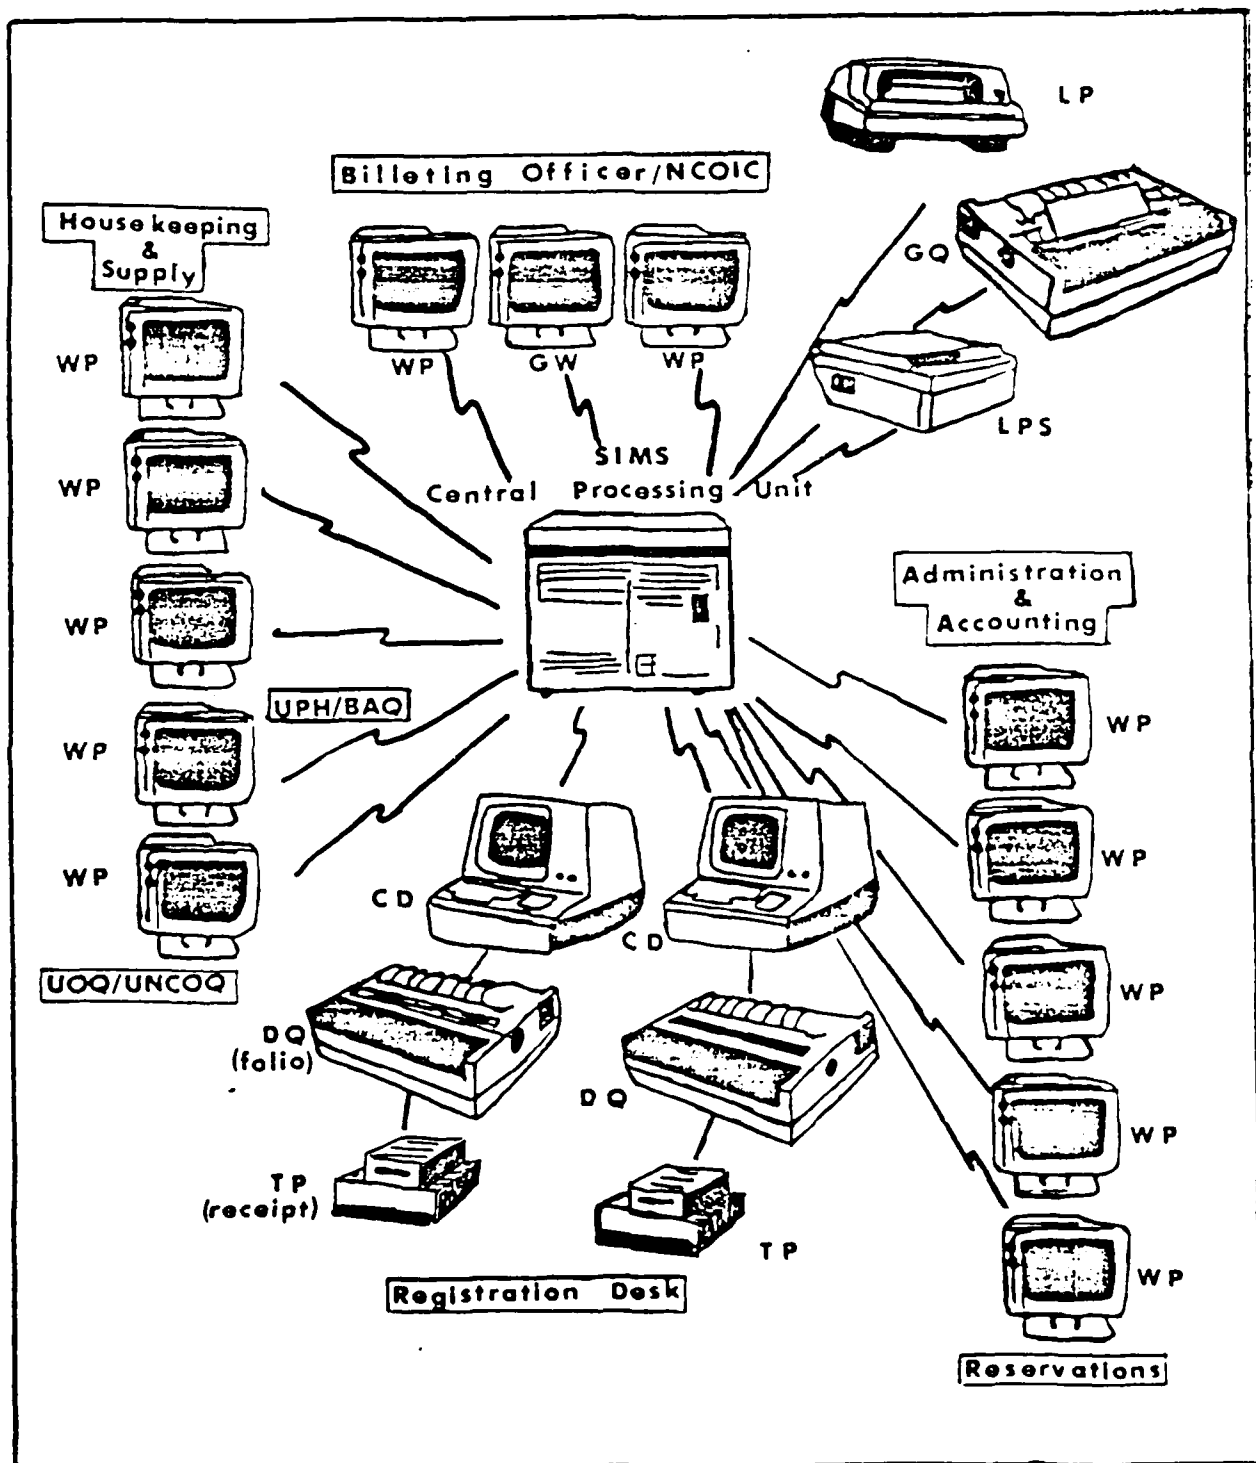 LP
Billeting Officer/NCOIC
House keeping
&
Supply
GQ
WP
WP
GW
WP
LPS
SIMS
Central Processing Unit
WP
Administration
&
Accounting
WP
UPH/BAQ
WP
WP
WP
WP
CD
CD
UOQ/UNCOQ
WP
DQ
(folio)
DQ
WP
TP
(receipt)
TP
WP
Registration Desk
Reservations